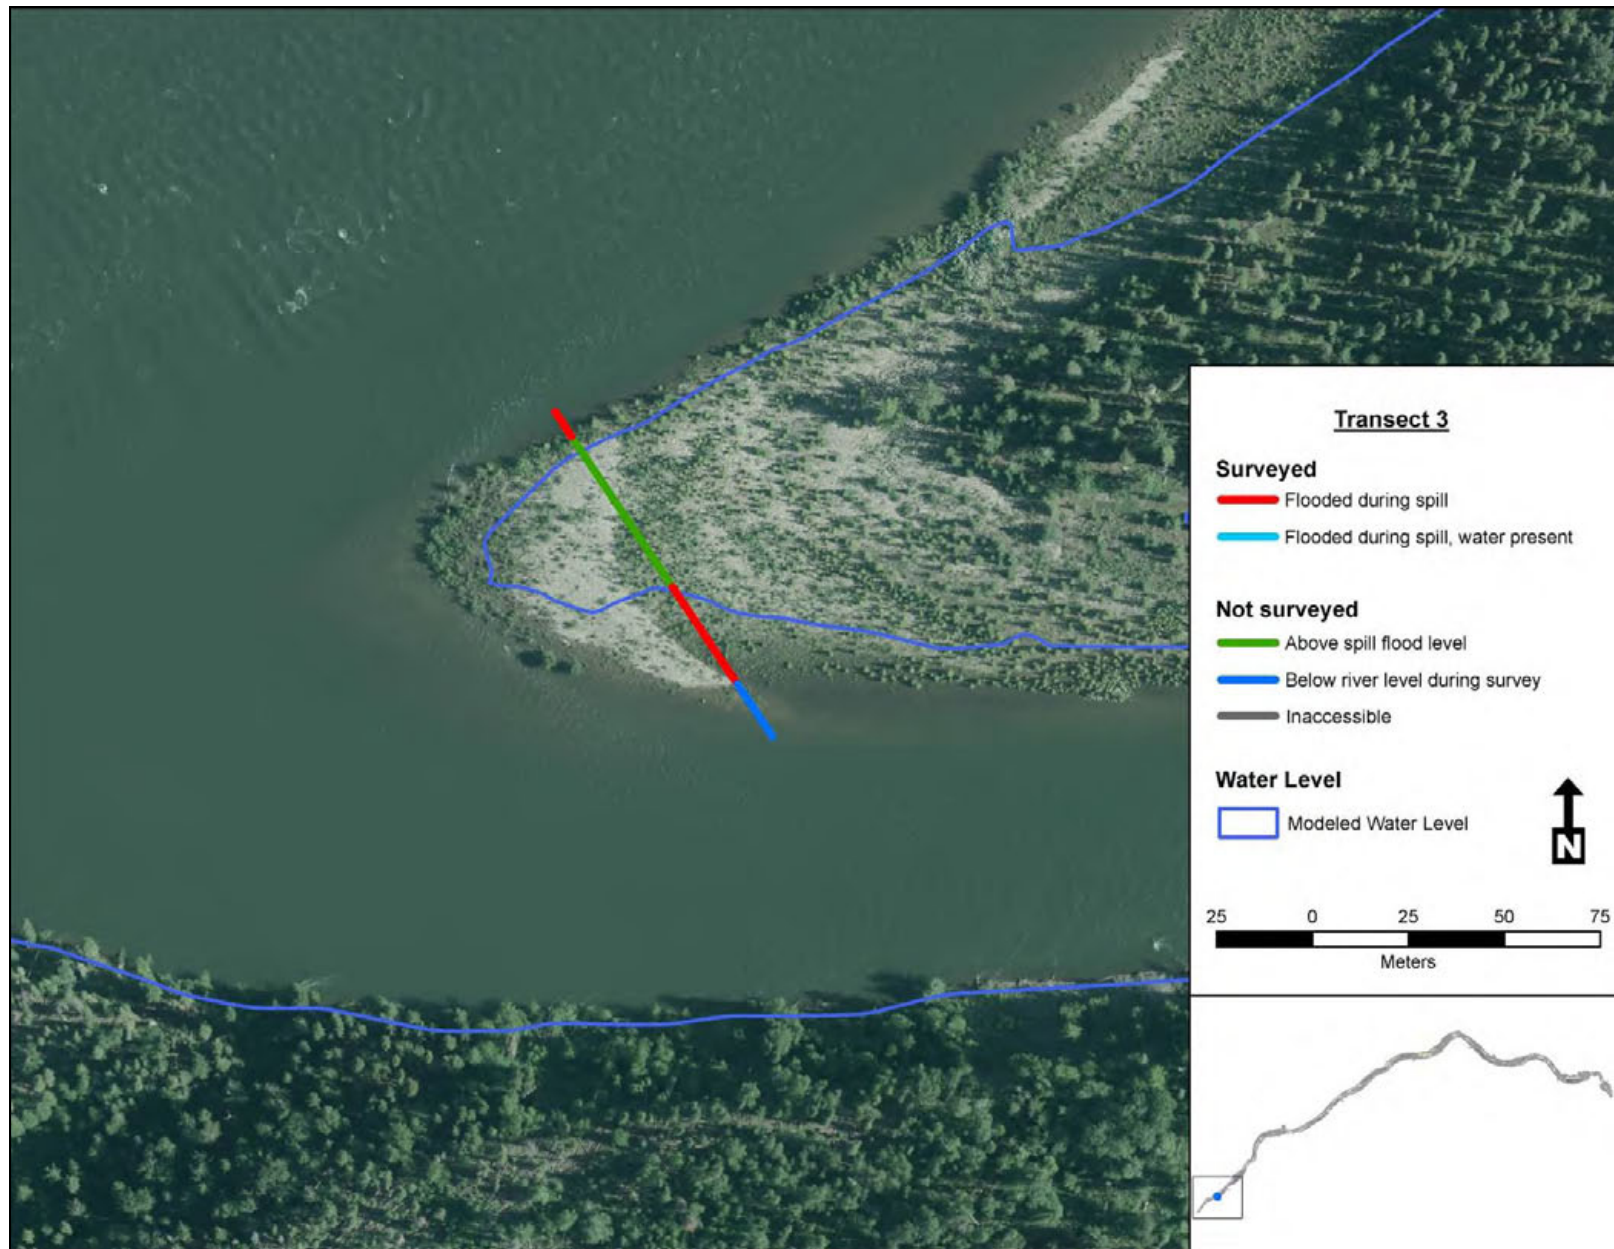 Transect 3
Surveyed
Flooded during spill
Flooded during spill, water present
Not surveyed
Above spill flood level
Below river level during survey
Inaccessible
Water Level
Modeled Water Level
N
25 0 25 50 75
Meters